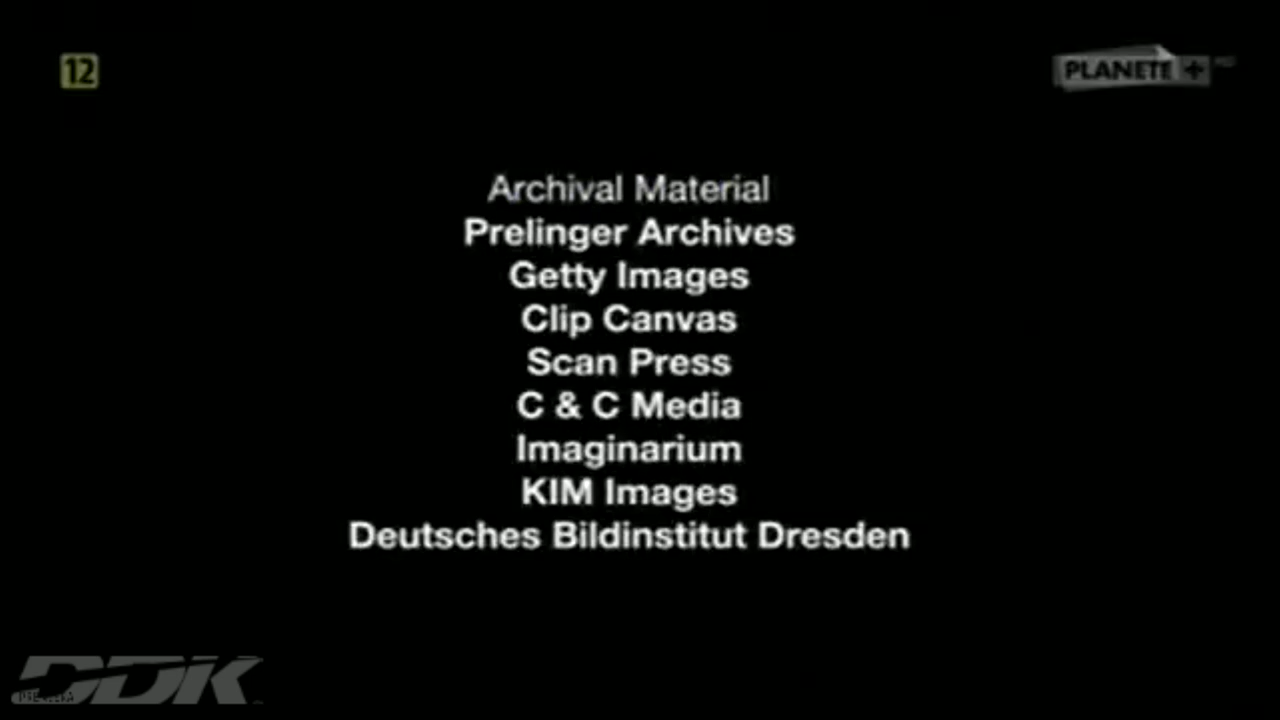 12
PLANETE +
Archival Material
Prelinger Archives
Getty Images
Clip Canvas
Scan Press
C & C Media
Imaginarium
KIM Images
Deutsches Bildinstitut Dresden
DDK